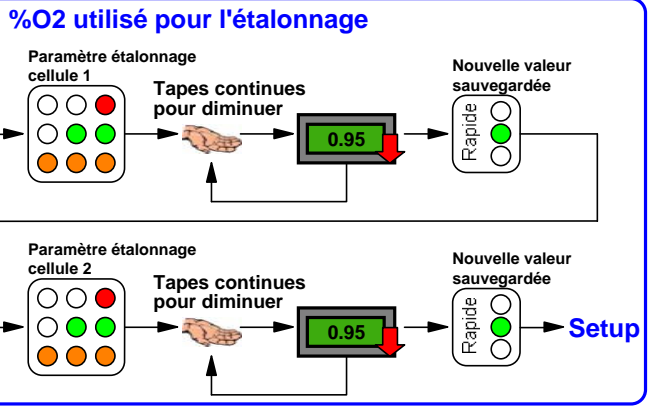 %O2 utilisé pour l'étalonnage
Paramètre étalonnage
cellule 1
Tapes continues
pour diminuer
0.95
Nouvelle valeur
sauvegardée
Rapide
Paramètre étalonnage
cellule 2
Tapes continues
pour diminuer
0.95
Nouvelle valeur
sauvegardée
Rapide
Setup